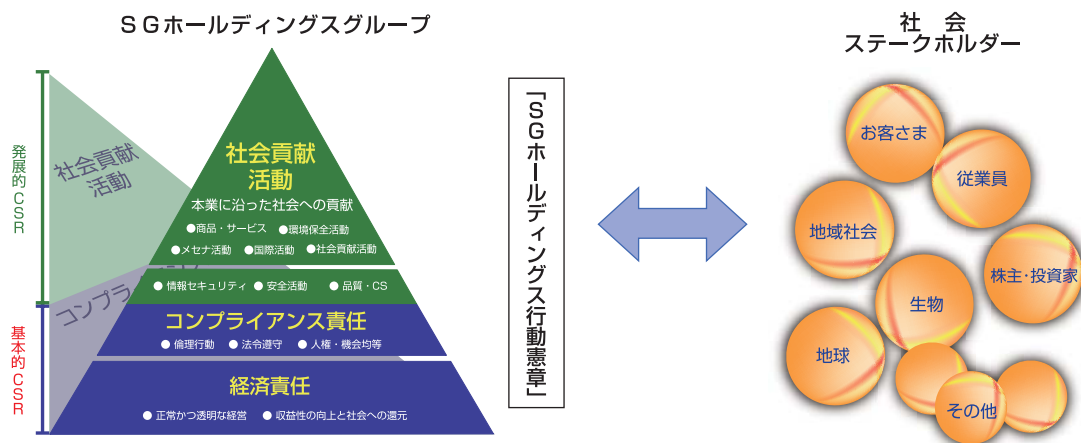 SGホールディングスグループ
社会
ステークホルダー
発展的CSR
基本的CSR
社会貢献
活動
コンプライ
社会貢献
活動
本業に沿った社会への貢献
●商品・サービス ●環境保全活動
●メセナ活動 ●国際活動 ●社会貢献活動
●情報セキュリティ ●安全活動 ●品質・CS
コンプライアンス責任
●倫理行動 ●法令遵守 ●人権・機会均等
経済責任
●正常かつ透明な経営 ●収益性の向上と社会への還元
「SGホールディングス行動憲章」
お客さま
従業員
地域社会
株主・投資家
生物
地球
その他